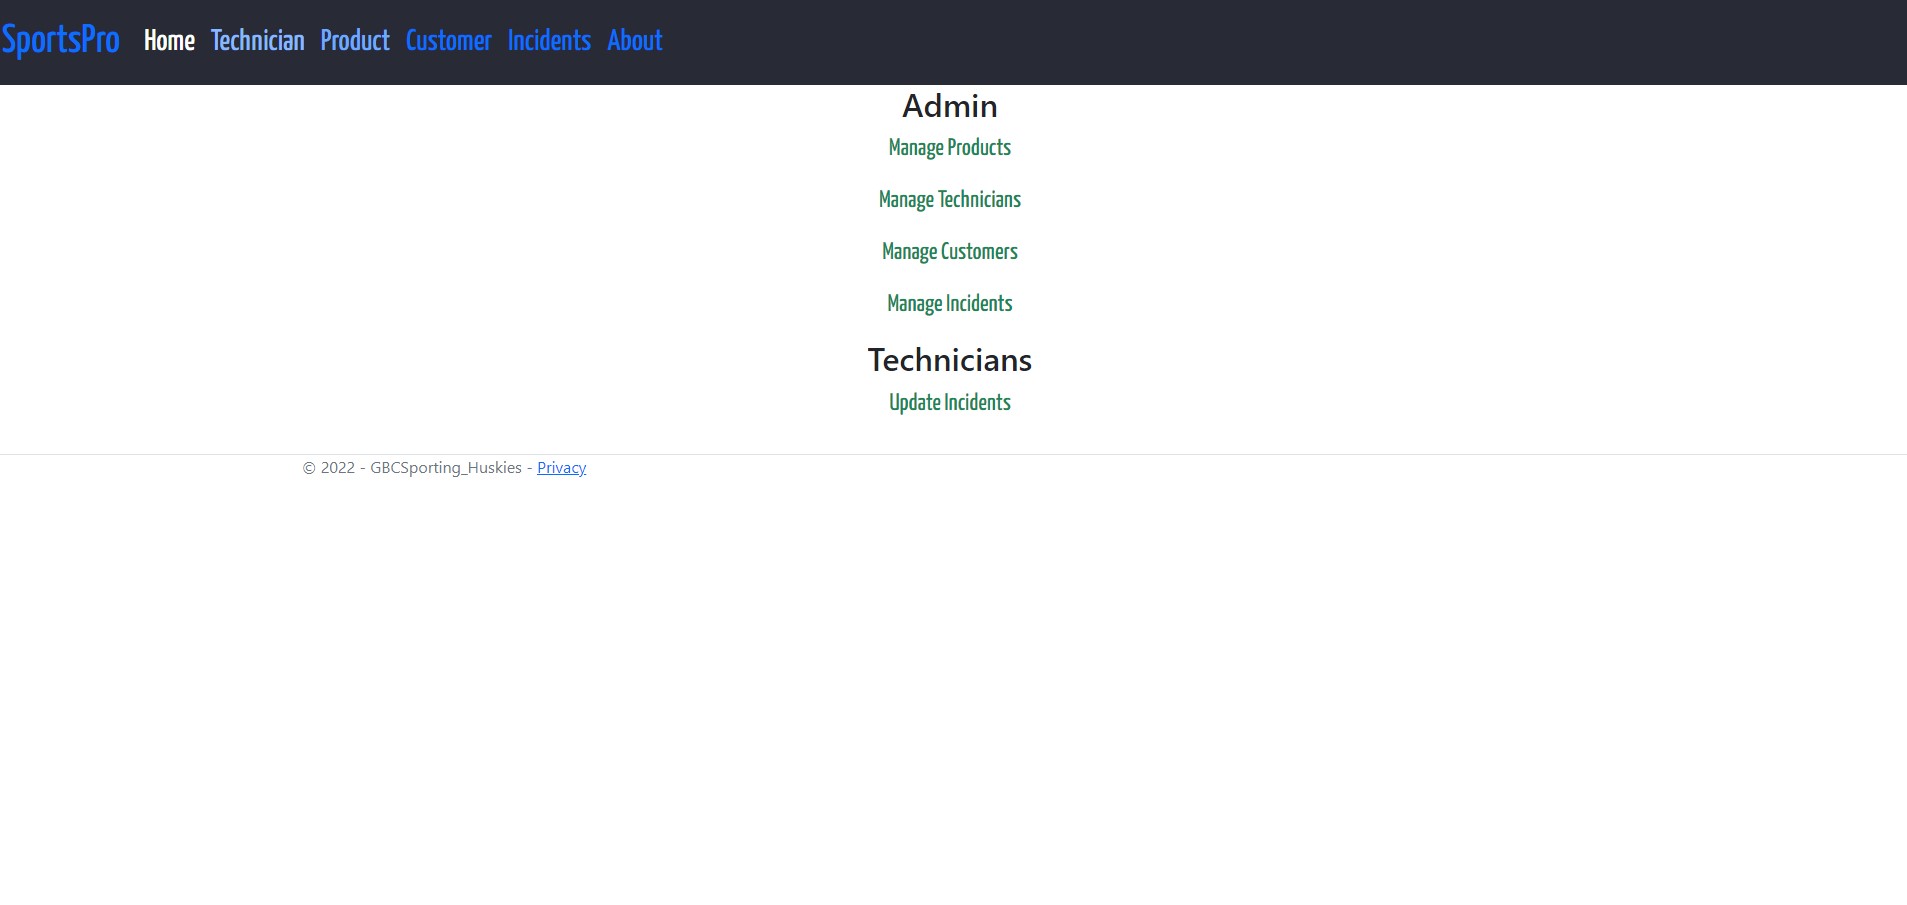 SportsPro Home Technician Product Customer Incidents About
Admin
Manage Products
Manage Technicians
Manage Customers
Manage Incidents
Technicians
Update Incidents
© 2022 - GBCSporting_Huskies - Privacy